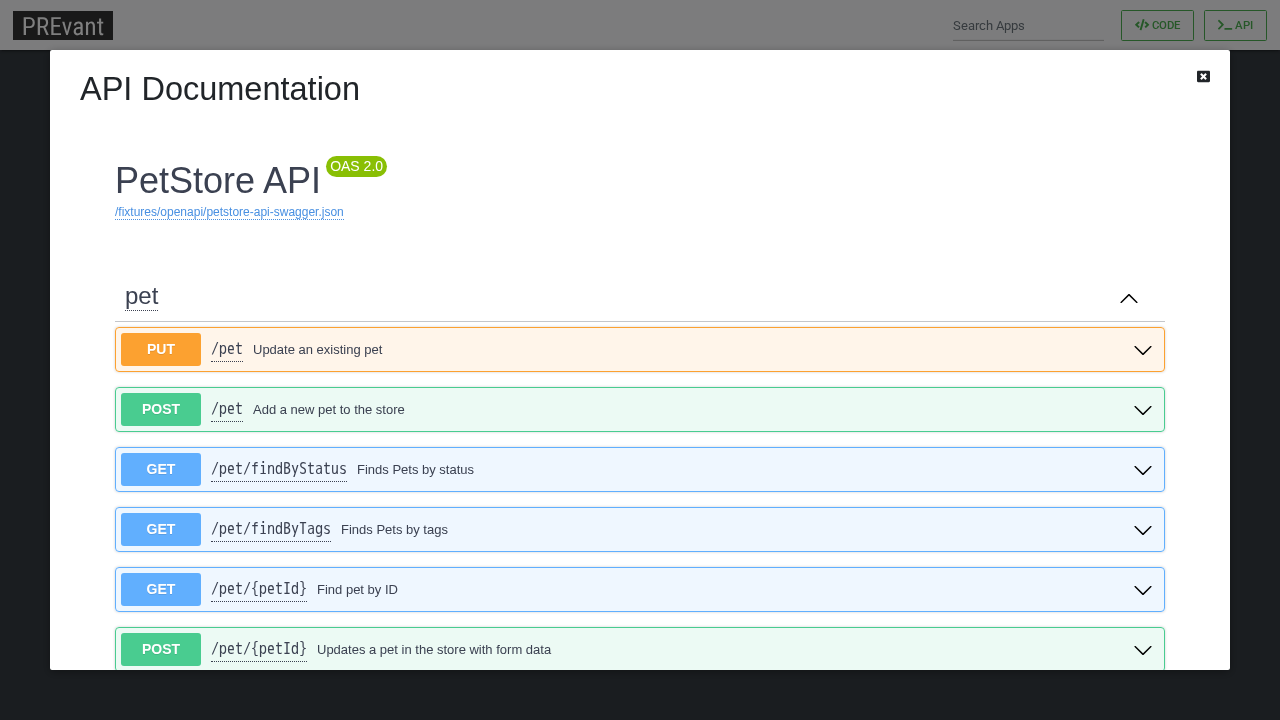 PREvant
Search Apps
CODE
API
API Documentation
PetStore API OAS 2.0
/fixtures/openapi/petstore-api-swagger.json
pet
PUT /pet Update an existing pet
POST /pet Add a new pet to the store
GET /pet/findByStatus Finds Pets by status
GET /pet/findByTags Finds Pets by tags
GET /pet/{petId} Find pet by ID
POST /pet/{petId} Updates a pet in the store with form data